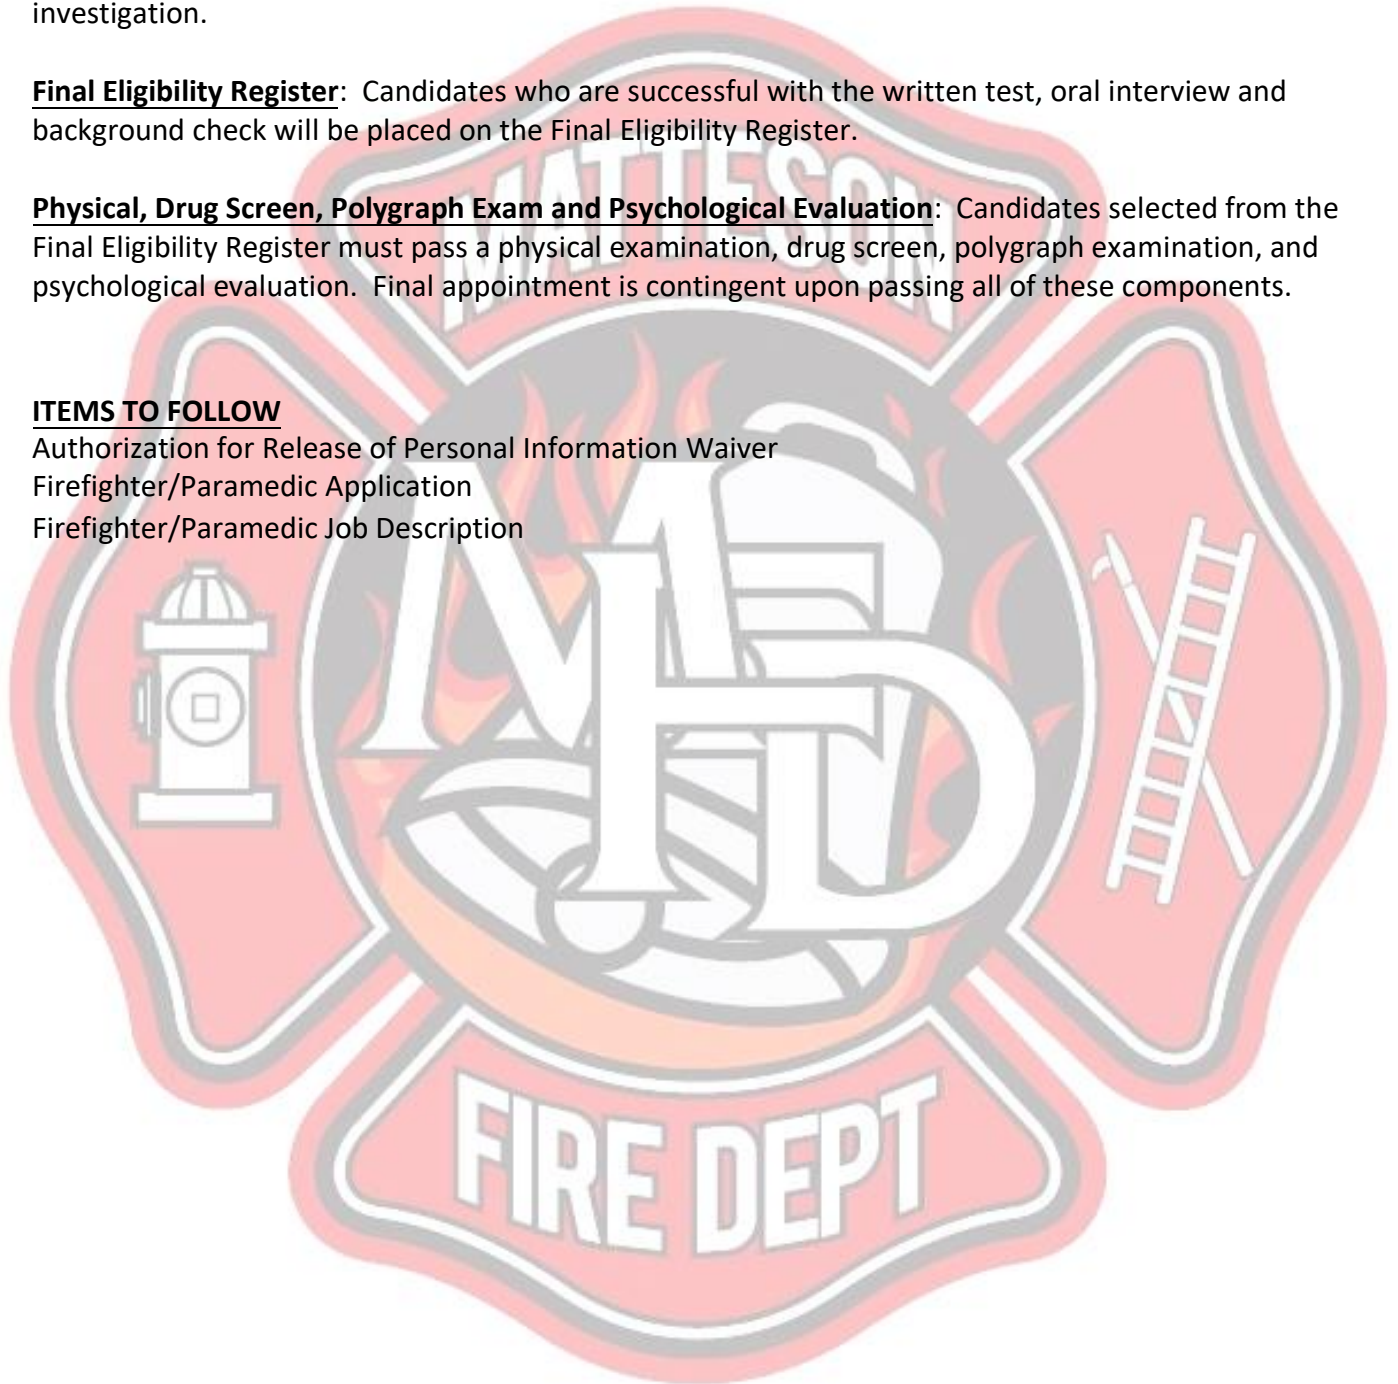 investigation.
Final Eligibility Register:  Candidates who are successful with the written test, oral interview and
background check will be placed on the Final Eligibility Register.
Physical, Drug Screen, Polygraph Exam and Psychological Evaluation:  Candidates selected from the
Final Eligibility Register must pass a physical examination, drug screen, polygraph examination, and
psychological evaluation.  Final appointment is contingent upon passing all of these components.
ITEMS TO FOLLOW
Authorization for Release of Personal Information Waiver
Firefighter/Paramedic Application
Firefighter/Paramedic Job Description
MATTESON
MFD
FIRE DEPT